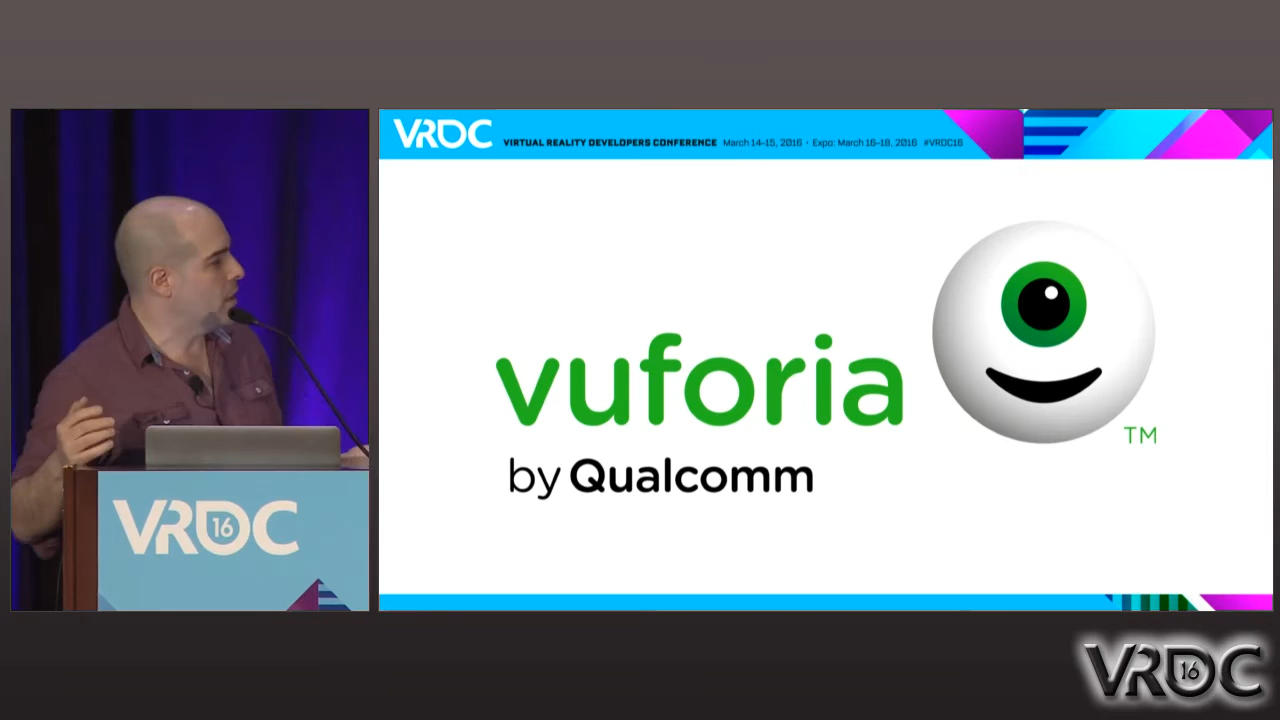 VRDC
VIRTUAL REALITY DEVELOPERS CONFERENCE March 14-15, 2016 · Expo: March 16-18, 2016 #VRDC16
vuforia
TM
by Qualcomm
VRDC
16
VRDC
16